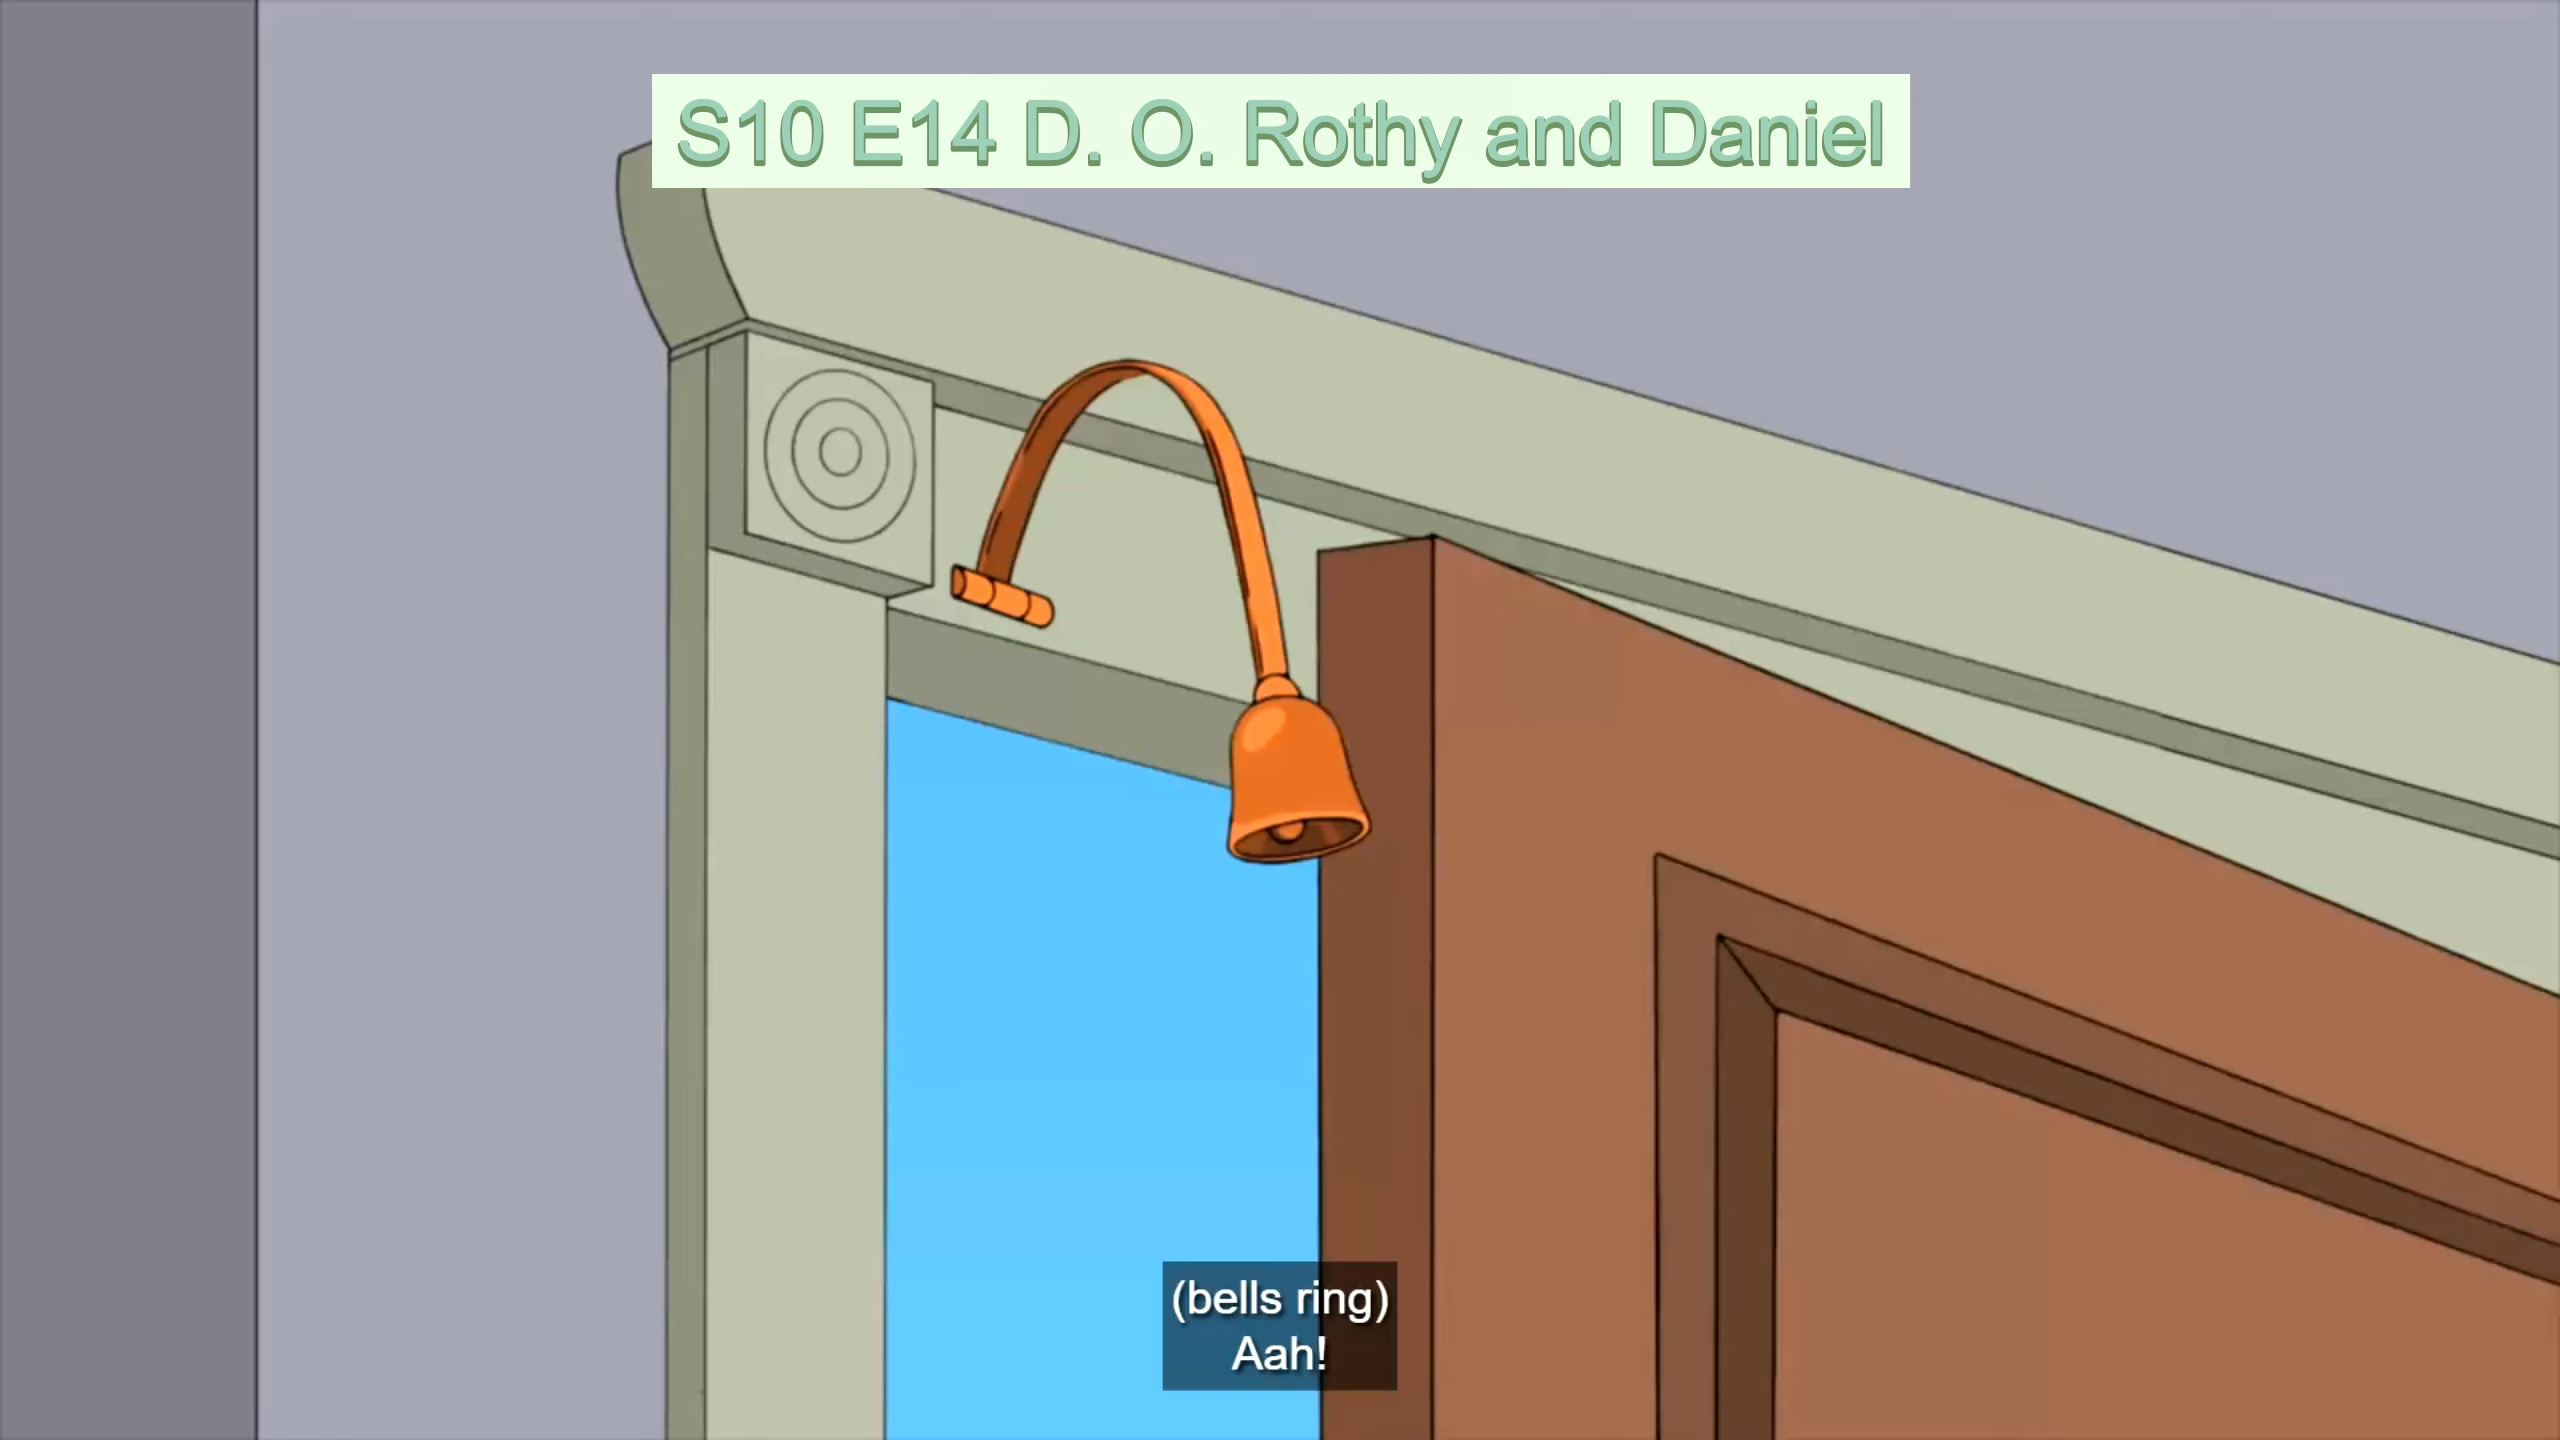 S10 E14 D. O. Rothy and Daniel
(bells ring)
Aah!